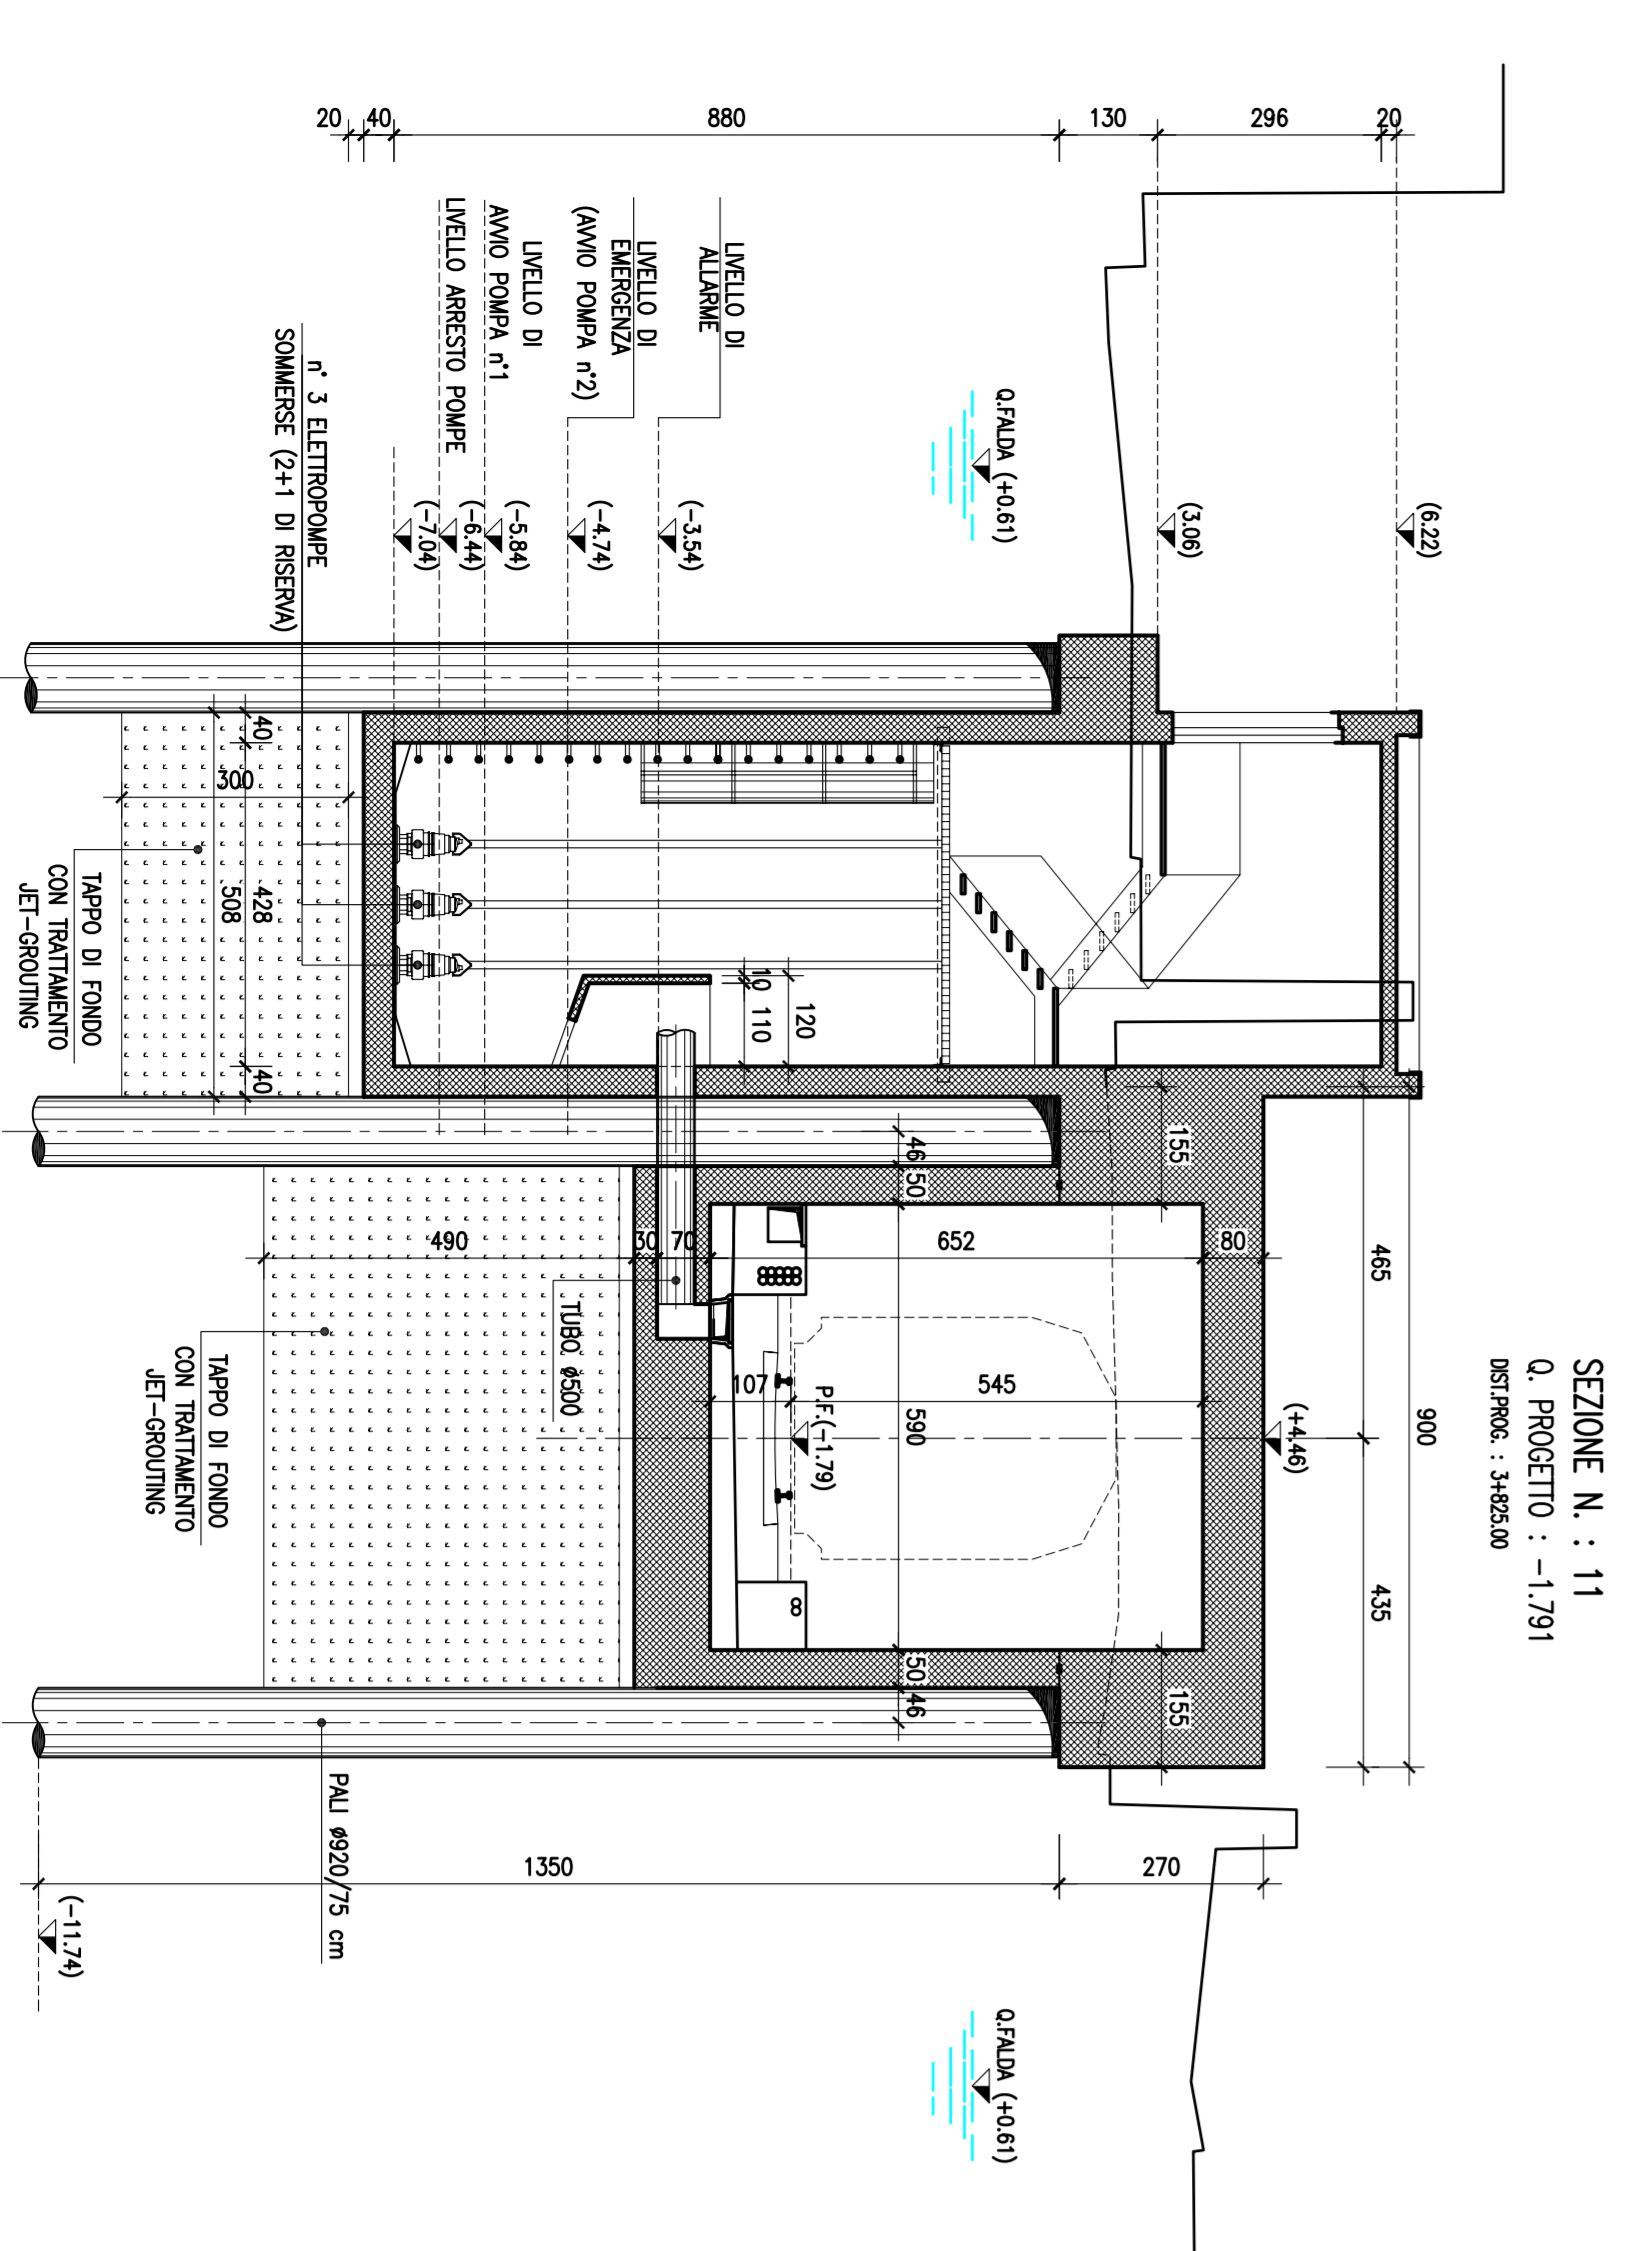 SEZIONE N. : 11
Q. PROGETTO : -1.791
DIST.PROG. : 3+825.00
20
40
880
130
296
20
(6.22)
(3.06)
Q.FALDA (+0.61)
LIVELLO DI
ALLARME
(-3.54)
LIVELLO DI
EMERGENZA
(AVVIO POMPA n°2)
(-4.74)
LIVELLO DI
AVVIO POMPA n°1
(-5.84)
LIVELLO ARRESTO POMPE
(-6.44)
(-7.04)
n° 3 ELETTROPOMPE
SOMMERSE (2+1 DI RISERVA)
40
428
40
508
300
TAPPO DI FONDO
CON TRATTAMENTO
JET-GROUTING
10
110
120
900
465
435
(+4.46)
155
155
46
50
590
50
46
490
30
70
652
80
107
545
P.F.(-1.79)
8
TUBO ø500
TAPPO DI FONDO
CON TRATTAMENTO
JET-GROUTING
PALI ø920/75 cm
1350
270
(-11.74)
Q.FALDA (+0.61)